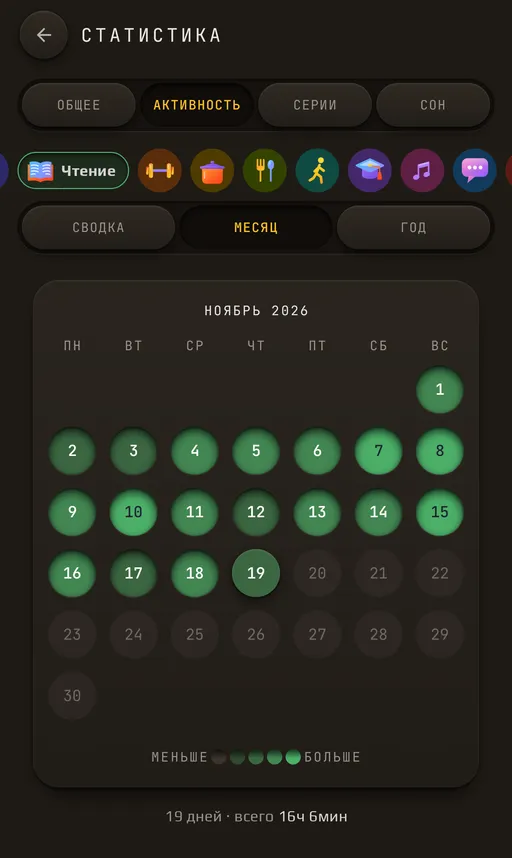 СТАТИСТИКА
ОБЩЕЕ АКТИВНОСТЬ СЕРИИ СОН
Чтение
СВОДКА МЕСЯЦ ГОД
НОЯБРЬ 2026
ПН ВТ СР ЧТ ПТ СБ ВС
1
2 3 4 5 6 7 8
9 10 11 12 13 14 15
16 17 18 19 20 21 22
23 24 25 26 27 28 29
30
МЕНЬШЕ БОЛЬШЕ
19 дней · всего 16ч 6мин